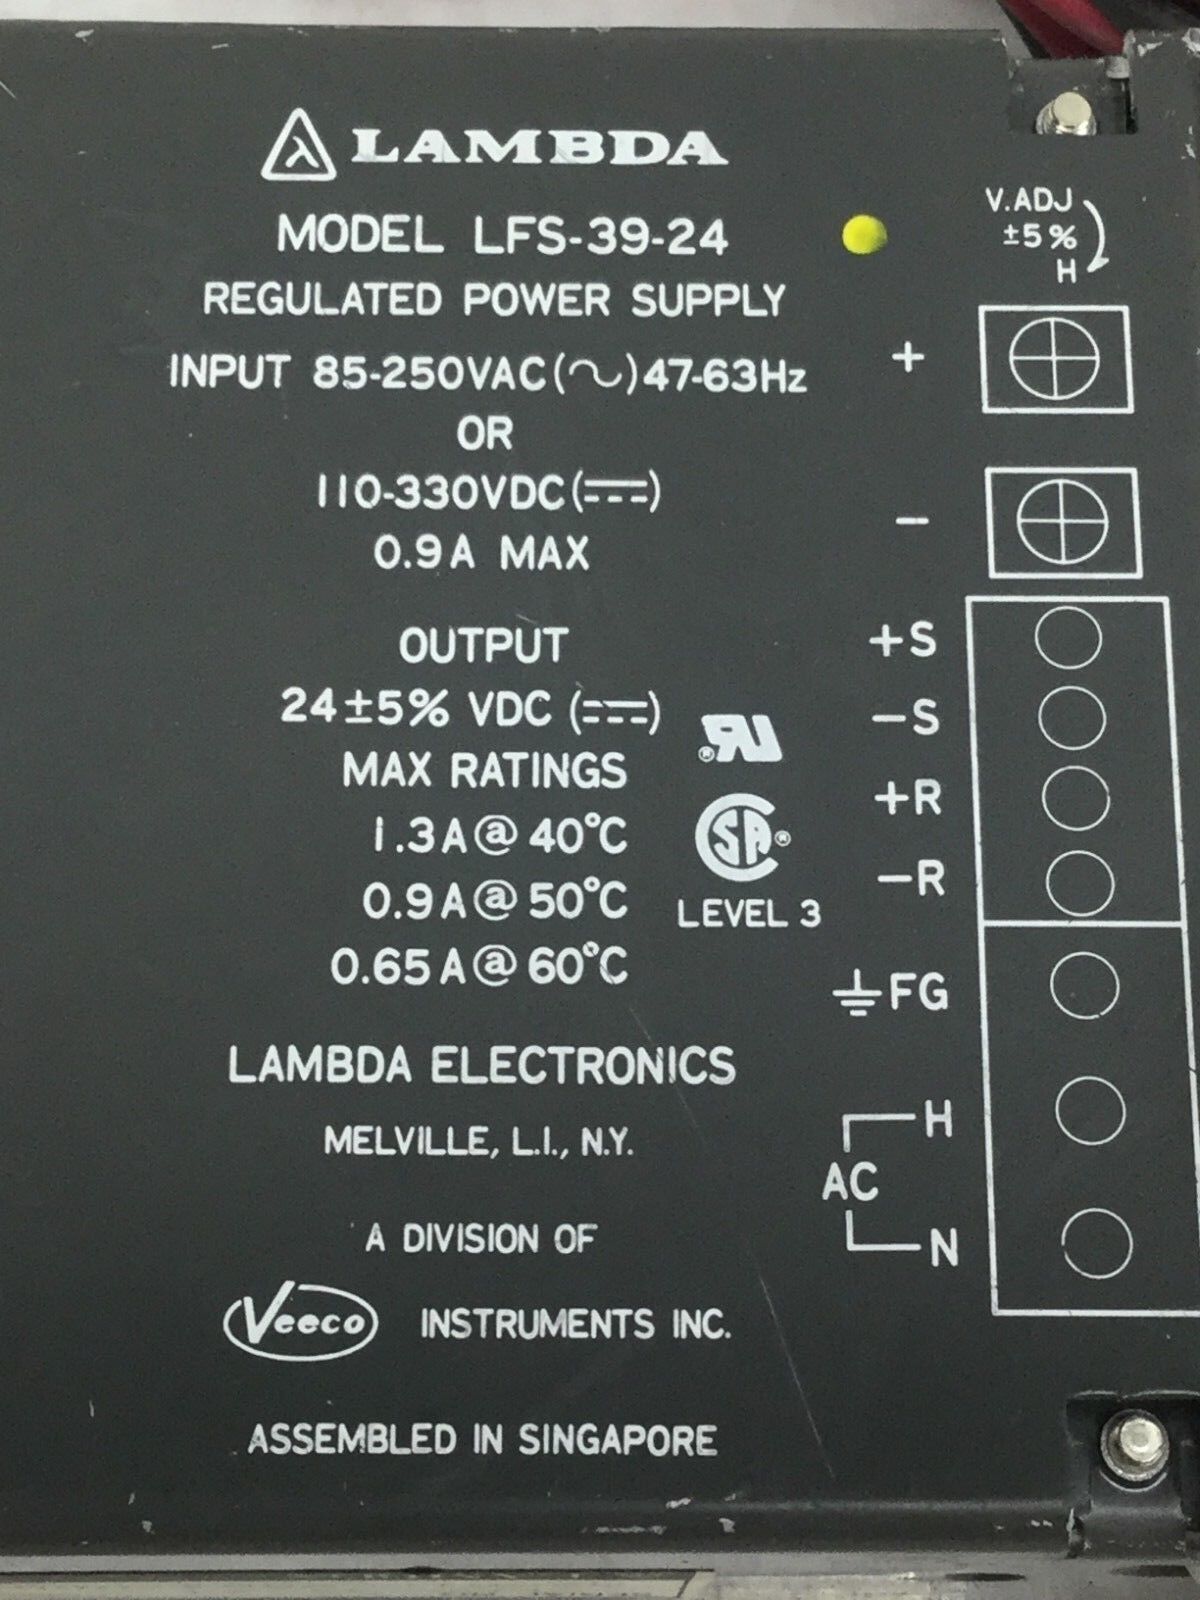 LAMBDA
MODEL LFS-39-24
REGULATED POWER SUPPLY
INPUT 85-250VAC(∿)47-63Hz
OR
110-330VDC(⎓)
0.9A MAX
OUTPUT
24±5% VDC (⎓)
MAX RATINGS
1.3A@ 40°C
0.9A@ 50°C
0.65A@ 60°C
RU®
CSA®
LEVEL 3
LAMBDA ELECTRONICS
MELVILLE, L.I., N.Y.
A DIVISION OF
Veeco INSTRUMENTS INC.
ASSEMBLED IN SINGAPORE
V.ADJ
±5%
H
+
−
+S
−S
+R
−R
⏚FG
H
AC
N